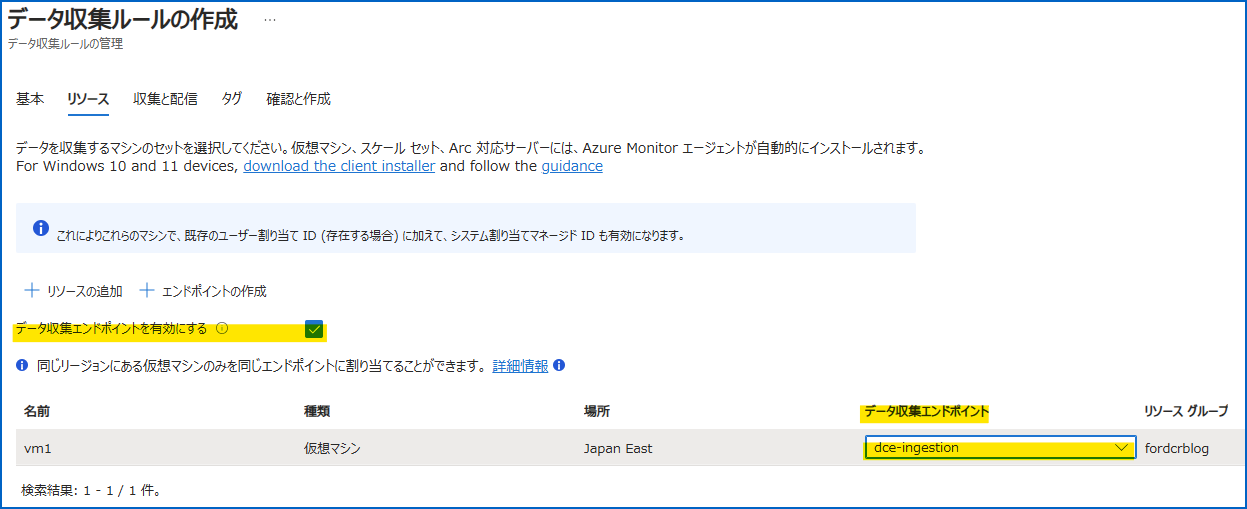 データ収集ルールの作成 …
データ収集ルールの管理
基本 リソース 収集と配信 タグ 確認と作成
データを収集するマシンのセットを選択してください。仮想マシン、スケール セット、Arc 対応サーバーには、Azure Monitor エージェントが自動的にインストールされます。
For Windows 10 and 11 devices, download the client installer and follow the guidance
これによりこれらのマシンで、既存のユーザー割り当て ID (存在する場合) に加えて、システム割り当てマネージド ID も有効になります。
リソースの追加 エンドポイントの作成
データ収集エンドポイントを有効にする
同じリージョンにある仮想マシンのみを同じエンドポイントに割り当てることができます。 詳細情報
名前 種類 場所 データ収集エンドポイント リソース グループ
vm1 仮想マシン Japan East dce-ingestion fordcrblog
検索結果: 1 - 1 / 1 件。